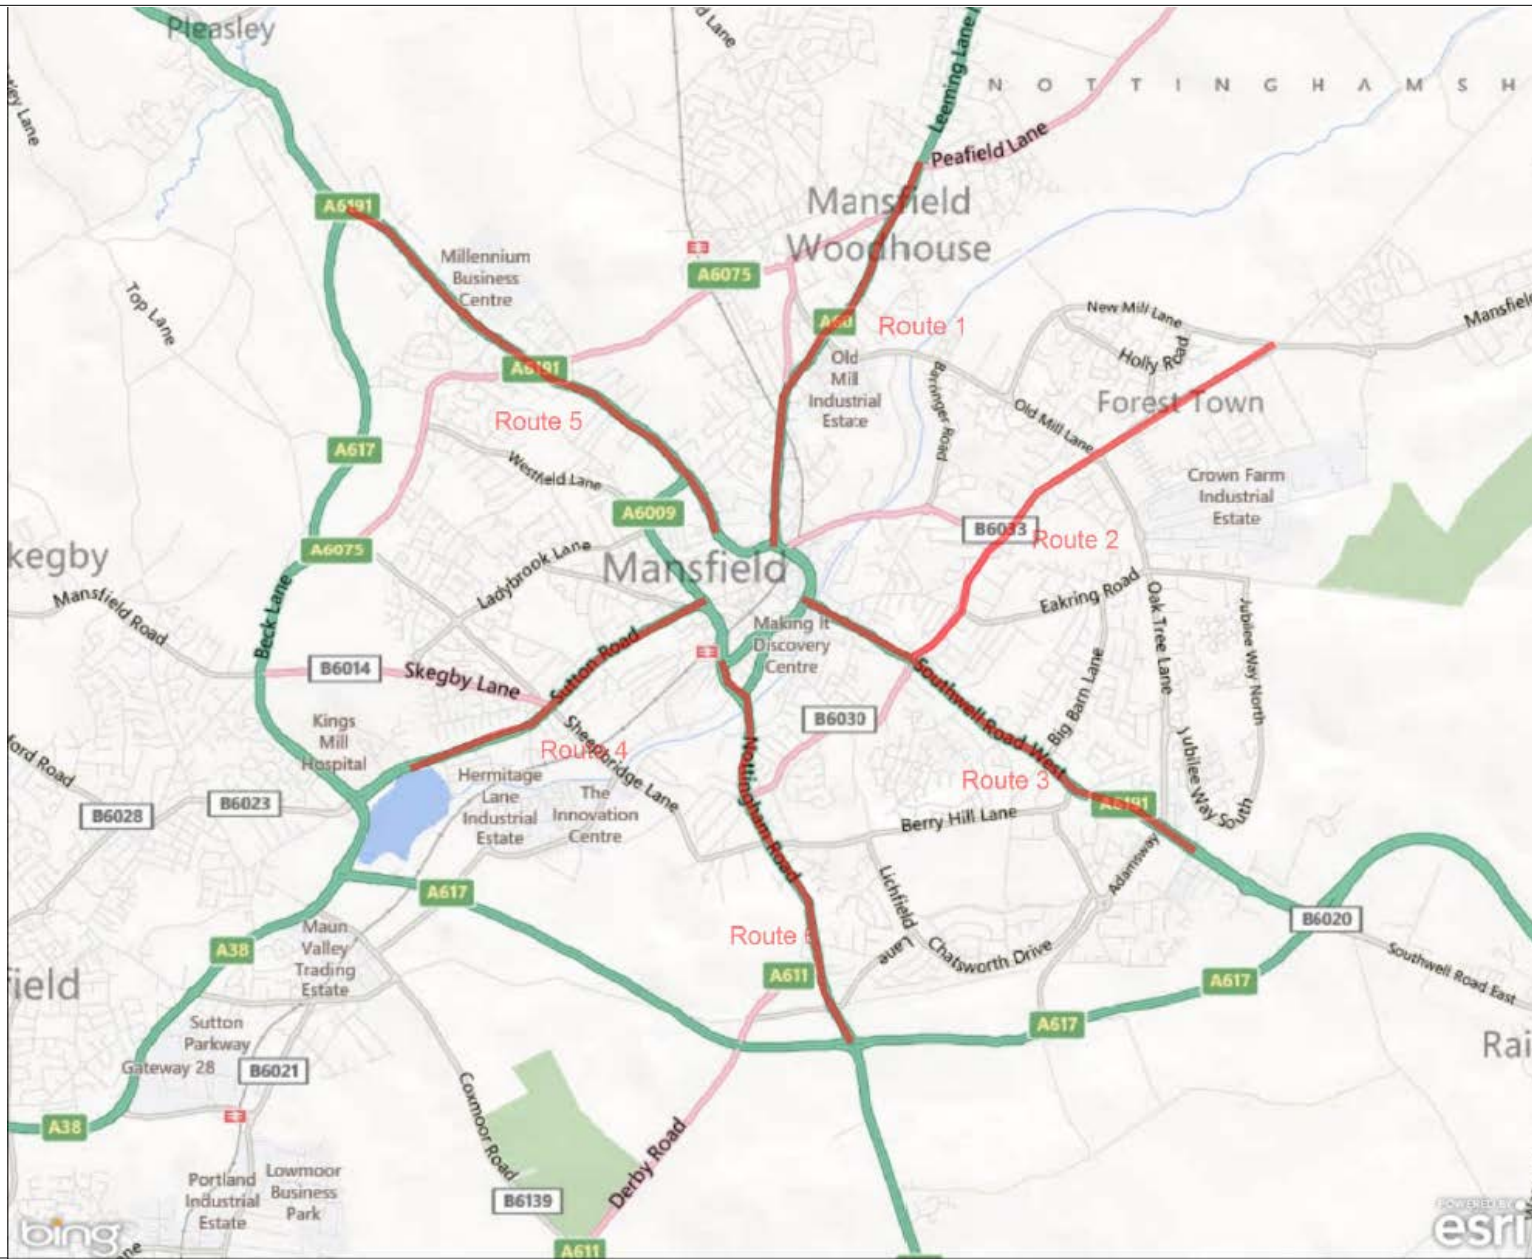 Pleasley
Leeming Lane
NOTTINGHAMSH
Peafield Lane
Mansfield
Woodhouse
A6191
Millennium
Business
Centre
A6075
Top Lane
A60
Route 1
New Mill Lane
Mansfield
Holly Road
Old
Mill
Industrial
Estate
A6191
Barringer Road
Forest Town
Route 5
Old Mill Lane
A617
Westfield Lane
Crown Farm
Industrial
Estate
A6009
B6033
Route 2
A6075
kegby
Mansfield
Ladybrook Lane
Eakring Road
Mansfield Road
Beck Lane
Oak Tree Lane
Jubilee Way North
Making It
Discovery
Centre
Sutton Road
B6014
Skegby Lane
Southwell Road West
Big Barn Lane
B6030
Kings
Mill
Hospital
Sheepbridge Lane
Route 4
Nottingham Road
Route 3
Jubilee Way South
ford Road
B6028
B6023
Hermitage
Lane
Industrial
Estate
The
Innovation
Centre
A6191
Berry Hill Lane
Adamsway
A617
Lichfield Lane
B6020
Maun
Valley
Trading
Estate
A38
Route
Chatsworth Drive
Southwell Road East
A611
A617
field
Sutton
Parkway
A617
Rai
Gateway 28
B6021
Coxmoor Road
A38
Derby Road
Portland
Industrial
Estate
Lowmoor
Business
Park
B6139
A611
bing
POWERED BY
esri